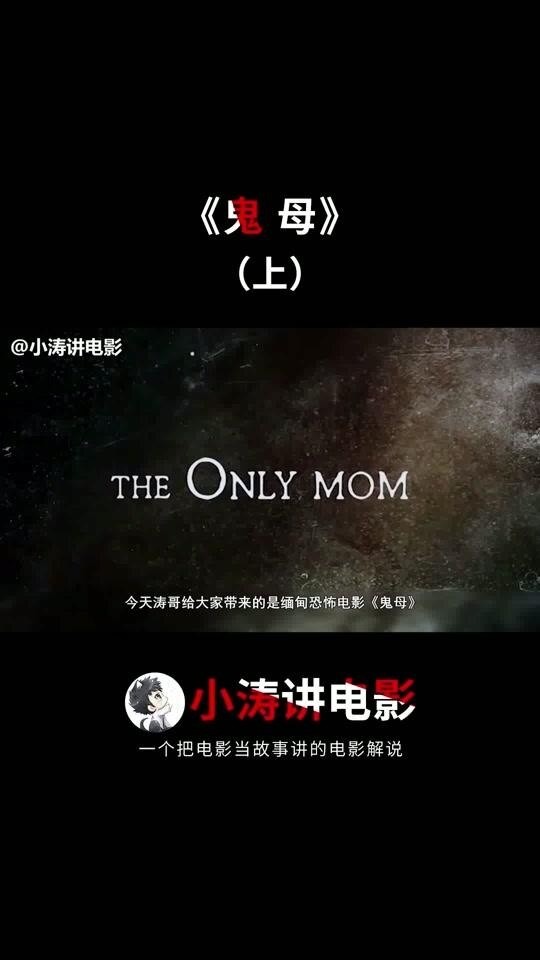 《鬼母》
（上）
@小涛讲电影
THE ONLY MOM
今天涛哥给大家带来的是缅甸恐怖电影《鬼母》
小涛讲电影
一个把电影当故事讲的电影解说